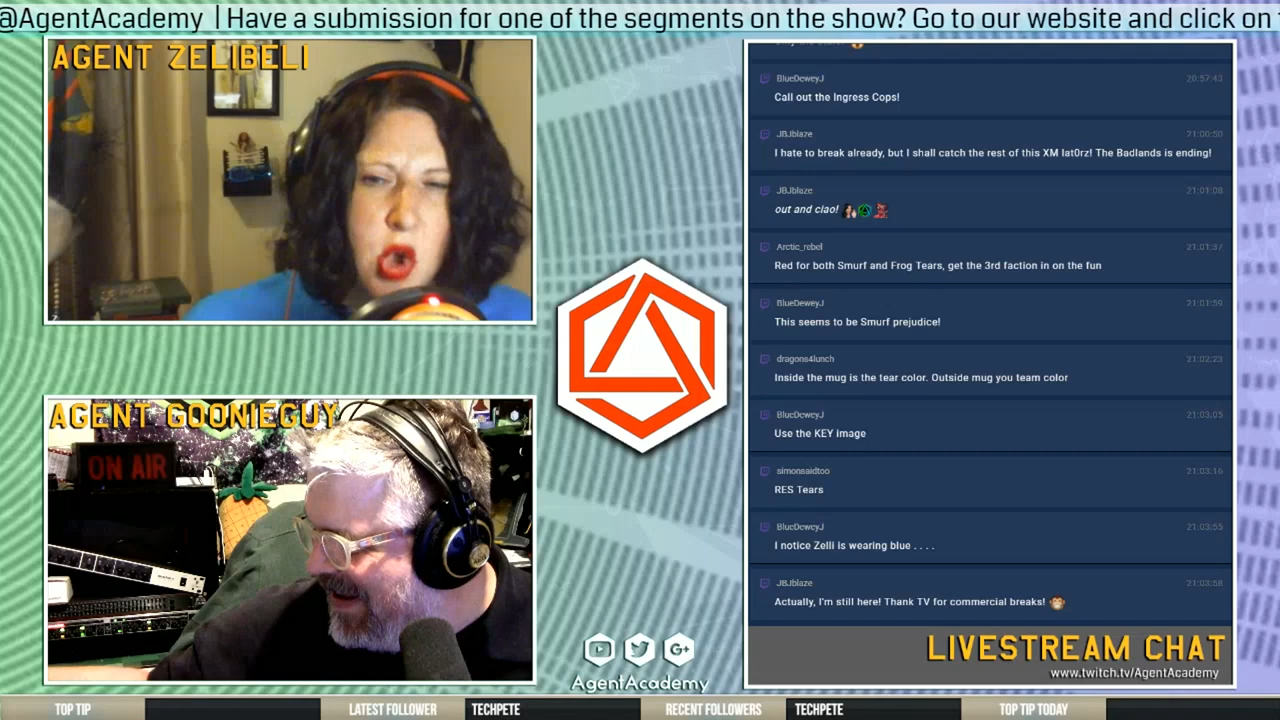 @AgentAcademy | Have a submission for one of the segments on the show? Go to our website and click on
AGENT ZELIBELI
AGENT GOONIEGUY
ON AIR
AgentAcademy
BlueDeweyJ 20:57:43
Call out the Ingress Cops!
JBJblaze 21:00:50
I hate to break already, but I shall catch the rest of this XM lat0rz! The Badlands is ending!
JBJblaze 21:01:08
out and ciao!
Arctic_rebel 21:01:37
Red for both Smurf and Frog Tears, get the 3rd faction in on the fun
BlueDeweyJ 21:01:59
This seems to be Smurf prejudice!
dragons4lunch 21:02:23
Inside the mug is the tear color. Outside mug you team color
BlueDeweyJ 21:03:05
Use the KEY image
simonsaidtoo 21:03:16
RES Tears
BlueDeweyJ 21:03:55
I notice Zelli is wearing blue . . . .
JBJblaze 21:03:58
Actually, I'm still here! Thank TV for commercial breaks!
LIVESTREAM CHAT
www.twitch.tv/AgentAcademy
TOP TIP LATEST FOLLOWER TECHPETE RECENT FOLLOWERS TECHPETE TOP TIP TODAY